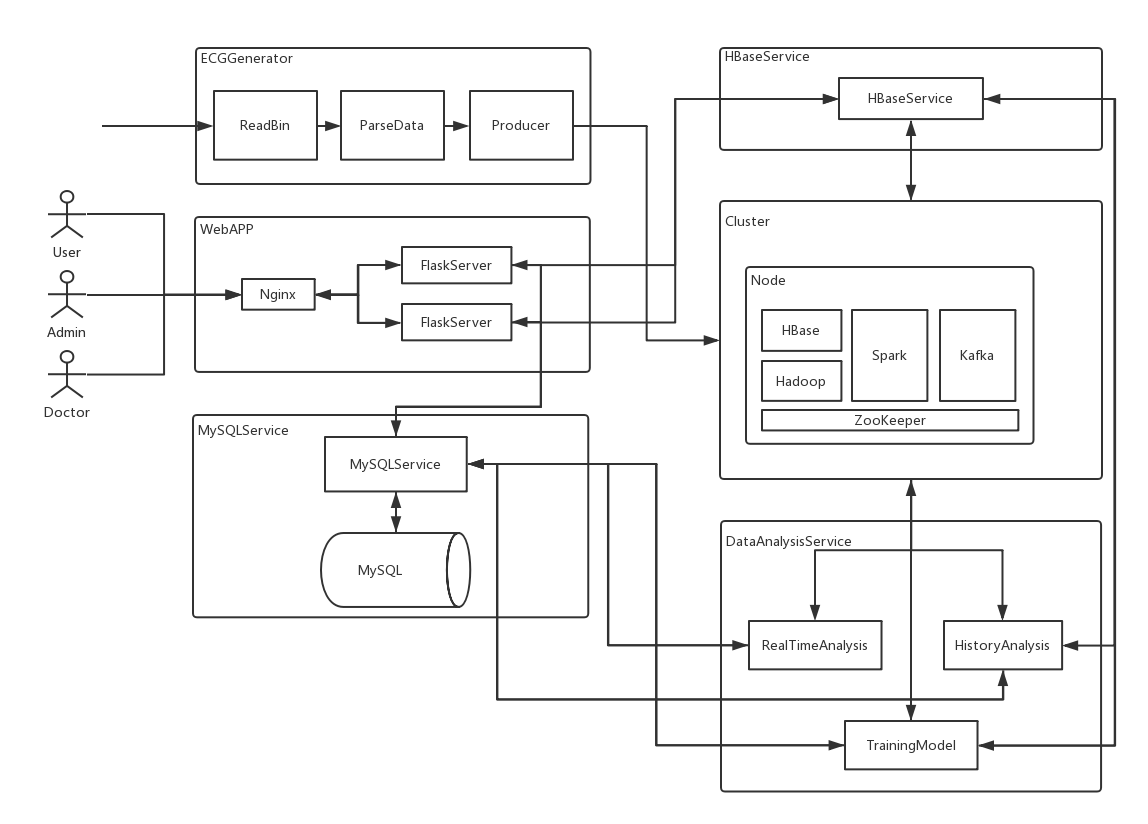 ECGGenerator
ReadBin
ParseData
Producer
User
Admin
Doctor
WebAPP
Nginx
FlaskServer
FlaskServer
MySQLService
MySQLService
MySQL
HBaseService
HBaseService
Cluster
Node
HBase
Hadoop
Spark
Kafka
ZooKeeper
DataAnalysisService
RealTimeAnalysis
HistoryAnalysis
TrainingModel